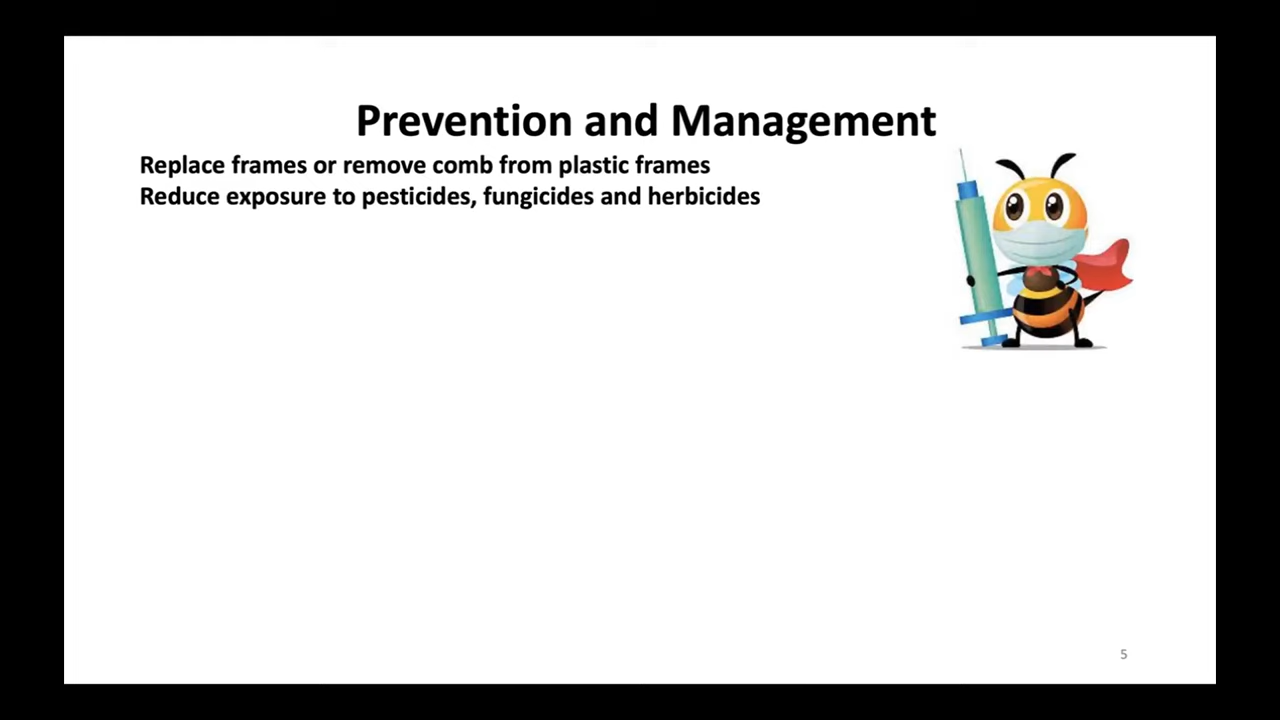 Prevention and Management
Replace frames or remove comb from plastic frames
Reduce exposure to pesticides, fungicides and herbicides
5